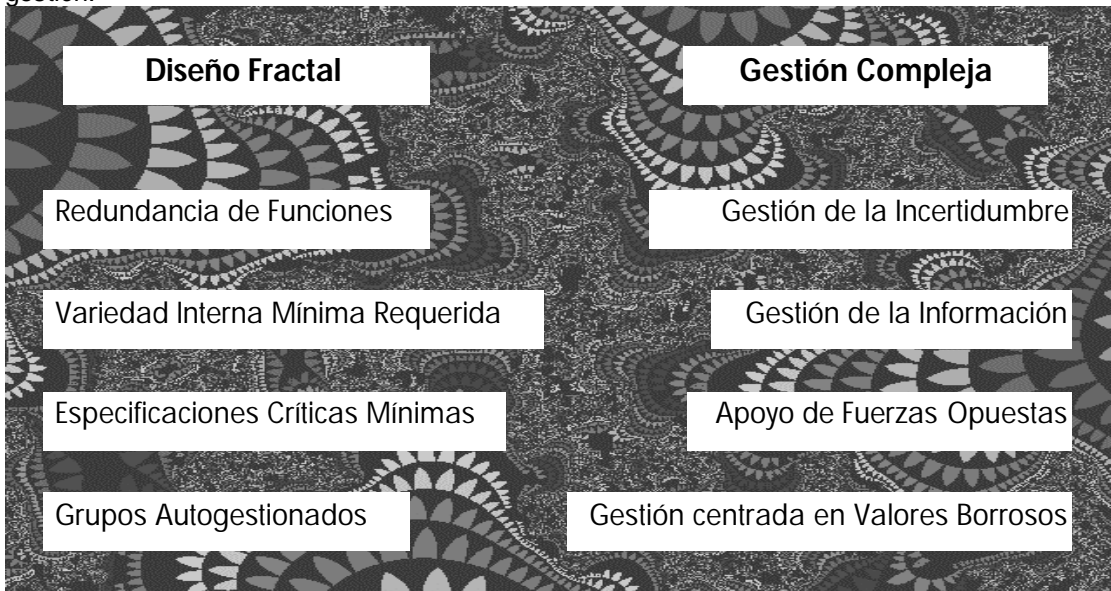 gestión.
Diseño Fractal
Gestión Compleja
Redundancia de Funciones
Gestión de la Incertidumbre
Variedad Interna Mínima Requerida
Gestión de la Información
Especificaciones Críticas Mínimas
Apoyo de Fuerzas Opuestas
Grupos Autogestionados
Gestión centrada en Valores Borrosos